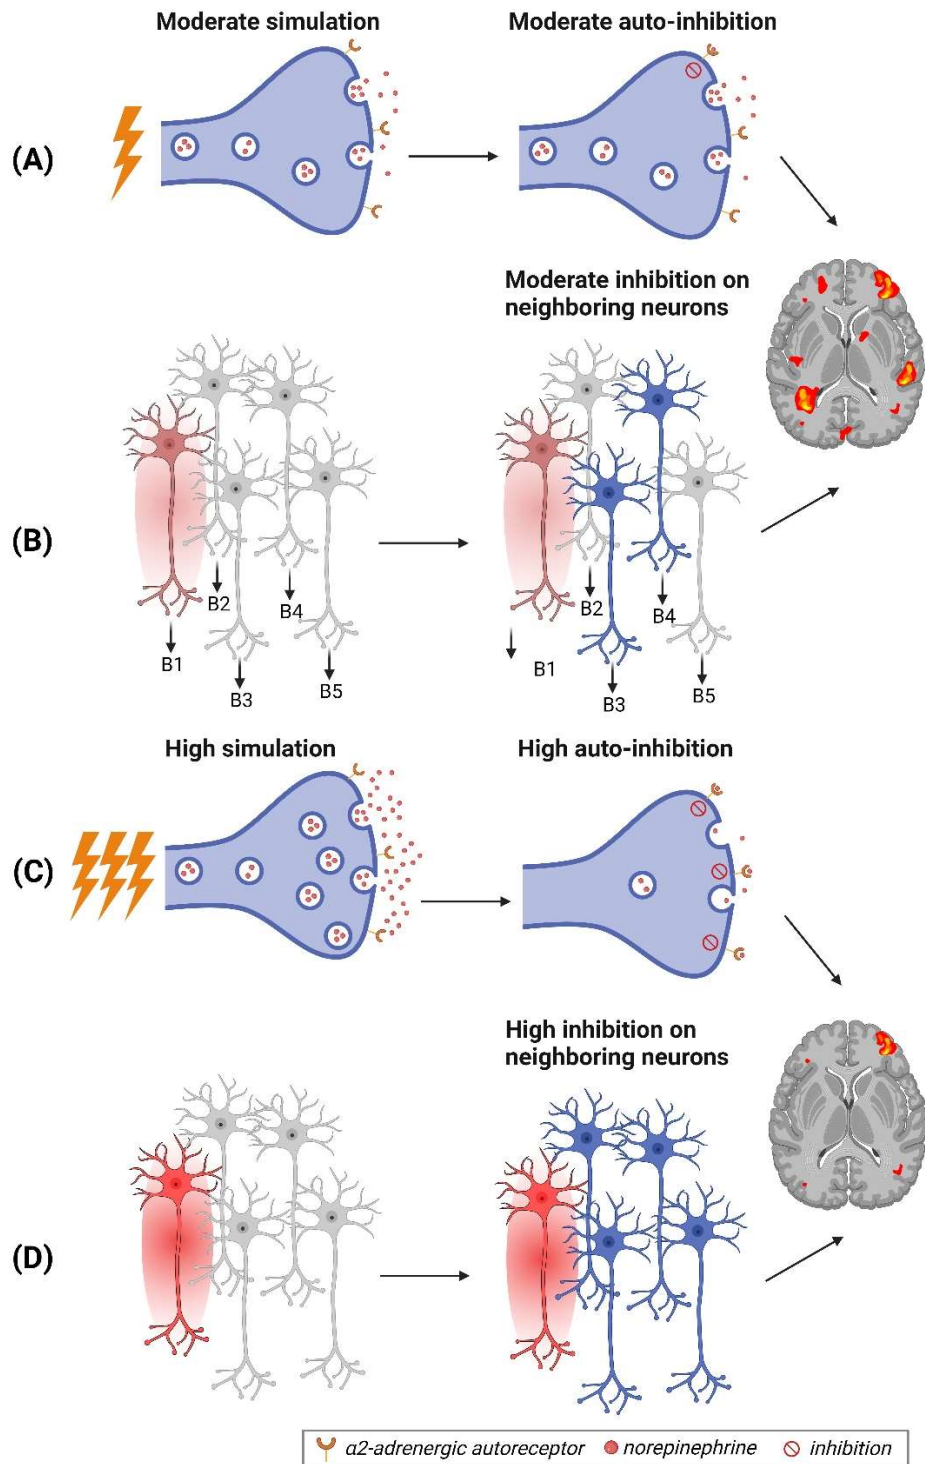 Moderate simulation
Moderate auto-inhibition
(A)
Moderate inhibition on
neighboring neurons
(B)
B2
B4
B1
B3
B5
B2
B4
B1
B3
B5
High simulation
High auto-inhibition
(C)
High inhibition on
neighboring neurons
(D)
α2-adrenergic autoreceptor
norepinephrine
inhibition